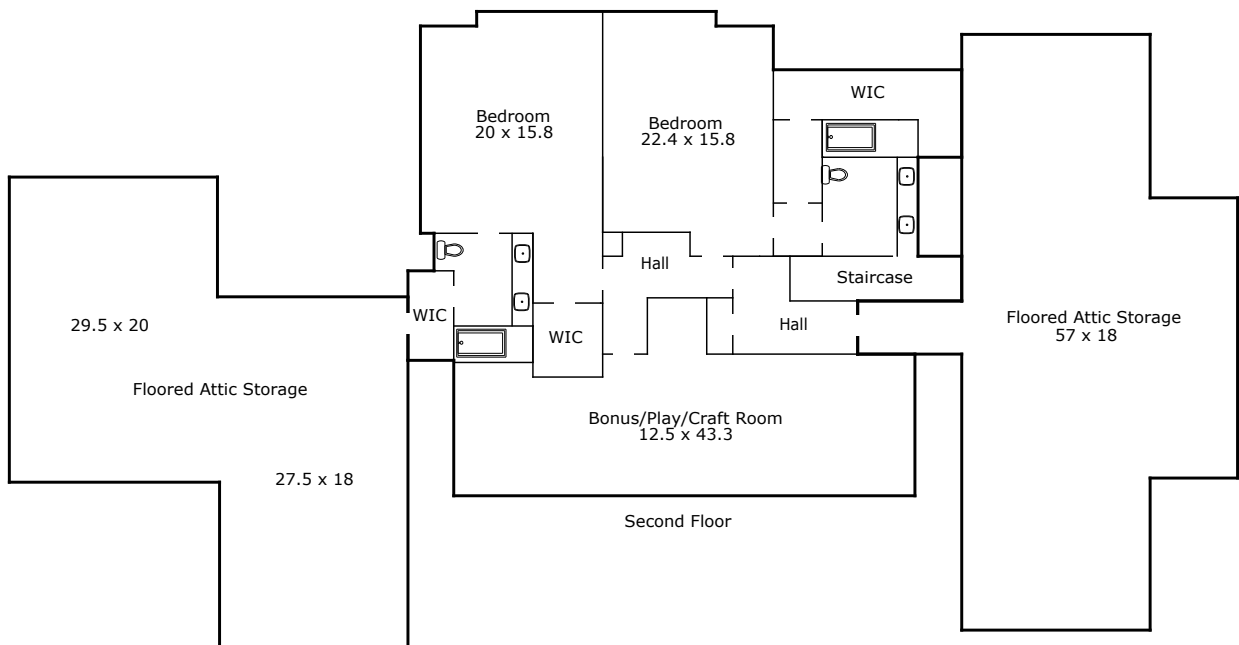 WIC
Bedroom
20 x 15.8
Bedroom
22.4 x 15.8
Hall
Staircase
29.5 x 20
WIC
WIC
Hall
Floored Attic Storage
57 x 18
Floored Attic Storage
Bonus/Play/Craft Room
12.5 x 43.3
27.5 x 18
Second Floor